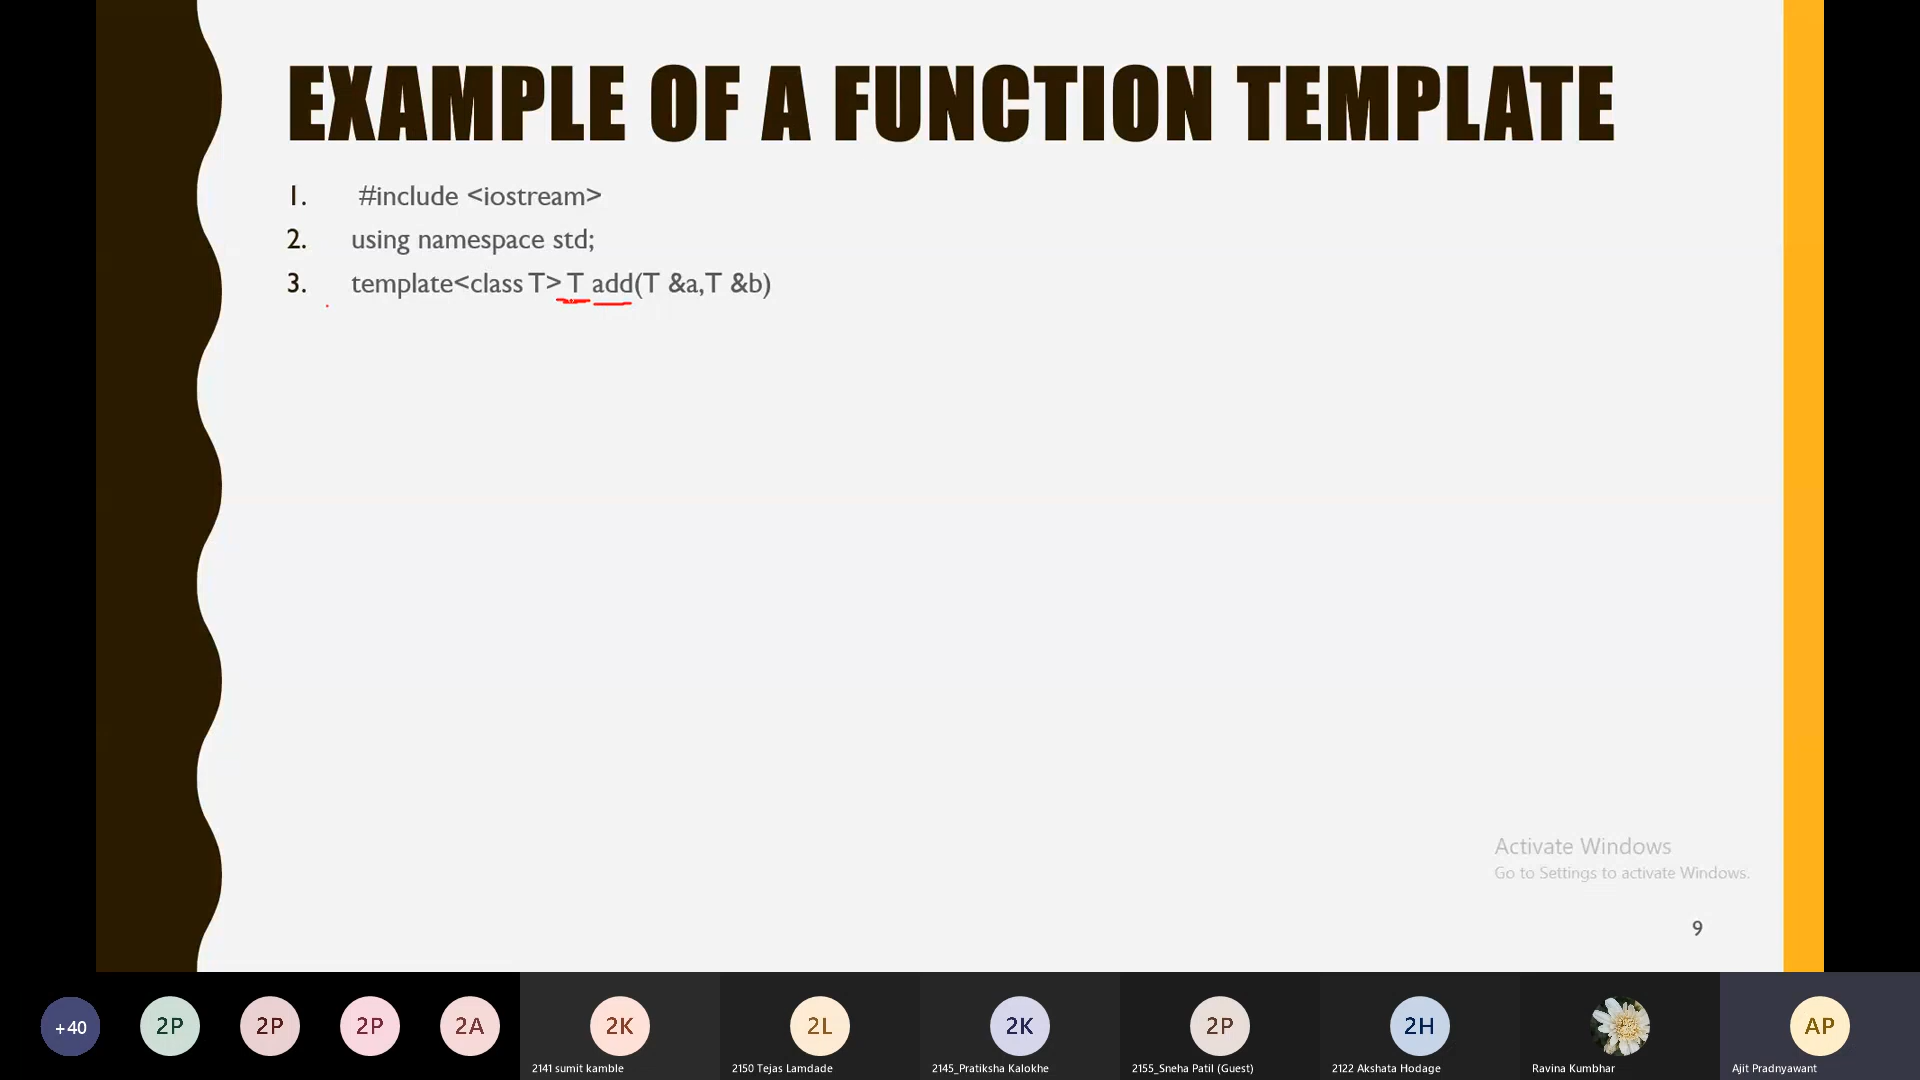 EXAMPLE OF A FUNCTION TEMPLATE
1. #include <iostream>
2. using namespace std;
3. template<class T> T add(T &a,T &b)
Activate Windows
Go to Settings to activate Windows.
9
+40 2P 2P 2P 2A 2K 2L 2K 2P 2H AP
2141 sumit kamble 2150 Tejas Lamdade 2145_Pratiksha Kalokhe 2155_Sneha Patil (Guest) 2122 Akshata Hodage Ravina Kumbhar Ajit Pradnyawant